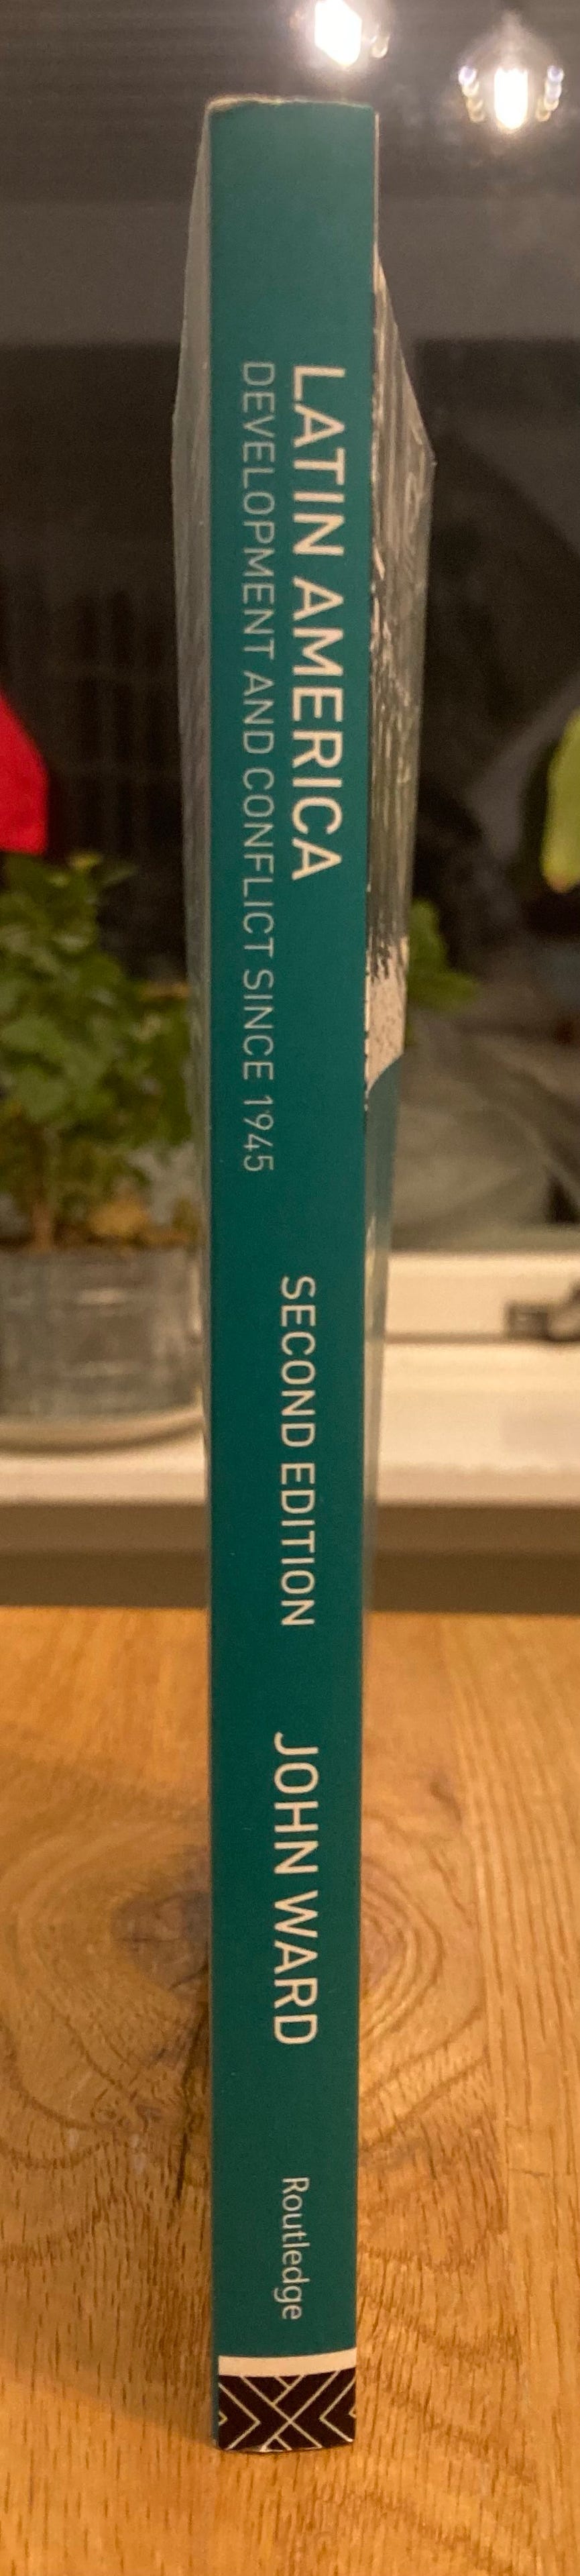 LATIN AMERICA
DEVELOPMENT AND CONFLICT SINCE 1945
SECOND EDITION
JOHN WARD
Routledge